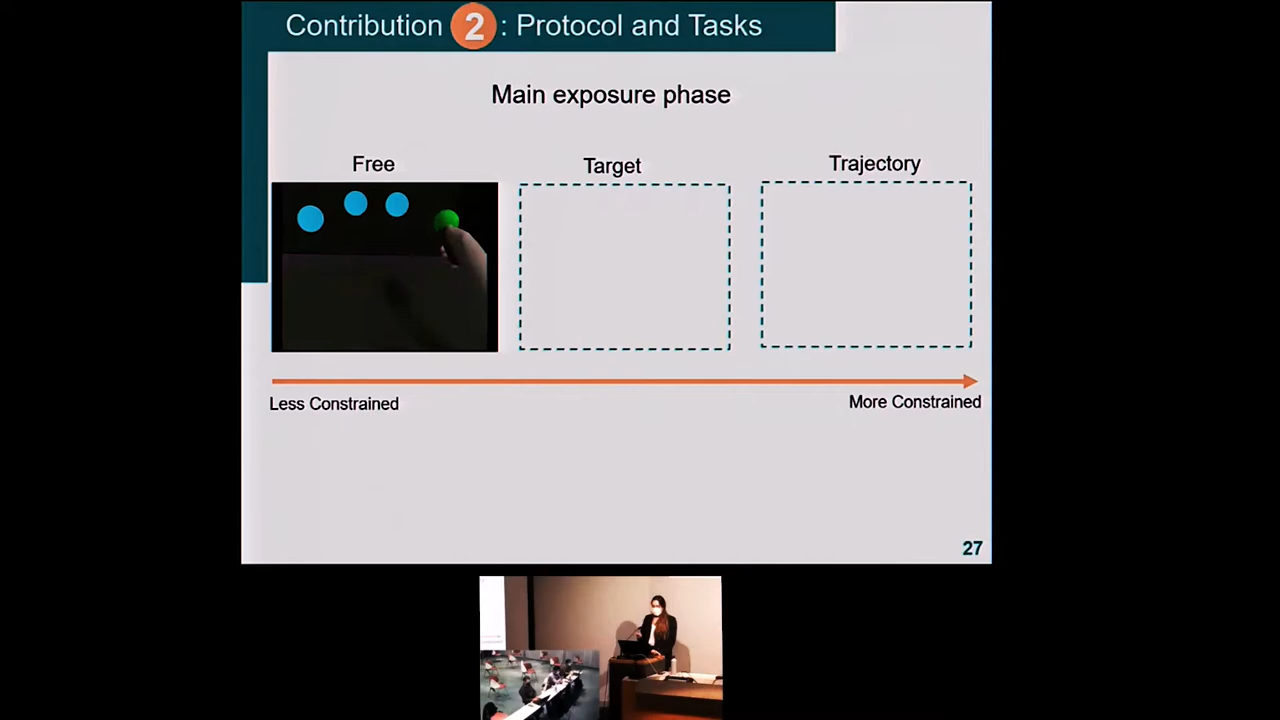 Contribution 2 : Protocol and Tasks
Main exposure phase
Free
Target
Trajectory
Less Constrained
More Constrained
27